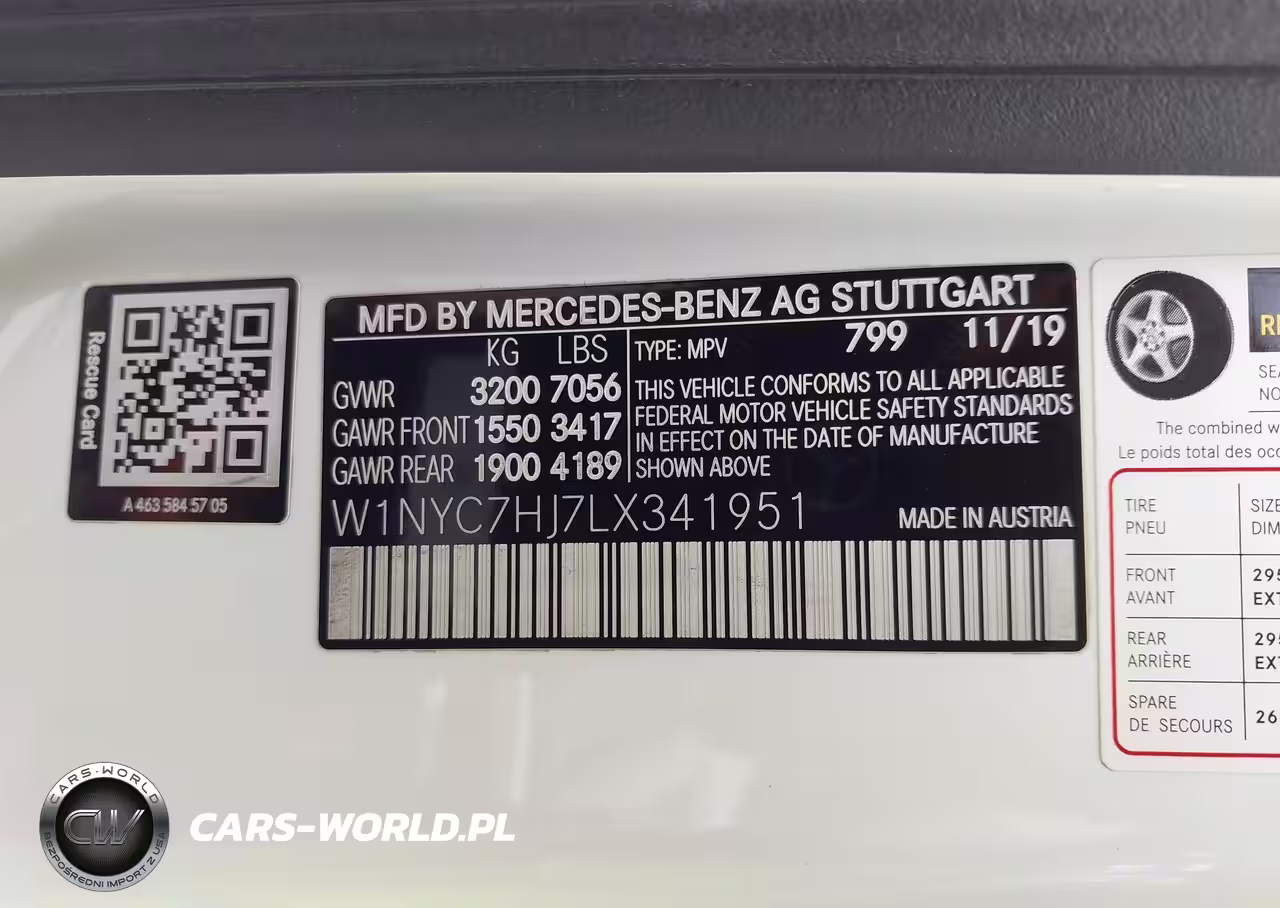 Rescue Card
A 463 584 57 05
MFD BY MERCEDES-BENZ AG STUTTGART
KG LBS
GVWR 3200 7056
GAWR FRONT 1550 3417
GAWR REAR 1900 4189
TYPE: MPV 799 11/19
THIS VEHICLE CONFORMS TO ALL APPLICABLE
FEDERAL MOTOR VEHICLE SAFETY STANDARDS
IN EFFECT ON THE DATE OF MANUFACTURE
SHOWN ABOVE
W1NYC7HJ7LX341951
MADE IN AUSTRIA
The combined
Le poids total des
TIRE
PNEU
FRONT
AVANT
REAR
ARRIÈRE
SPARE
DE SECOURS
CARS-WORLD
CW
BEZPOŚREDNI IMPORT Z USA
CARS-WORLD.PL